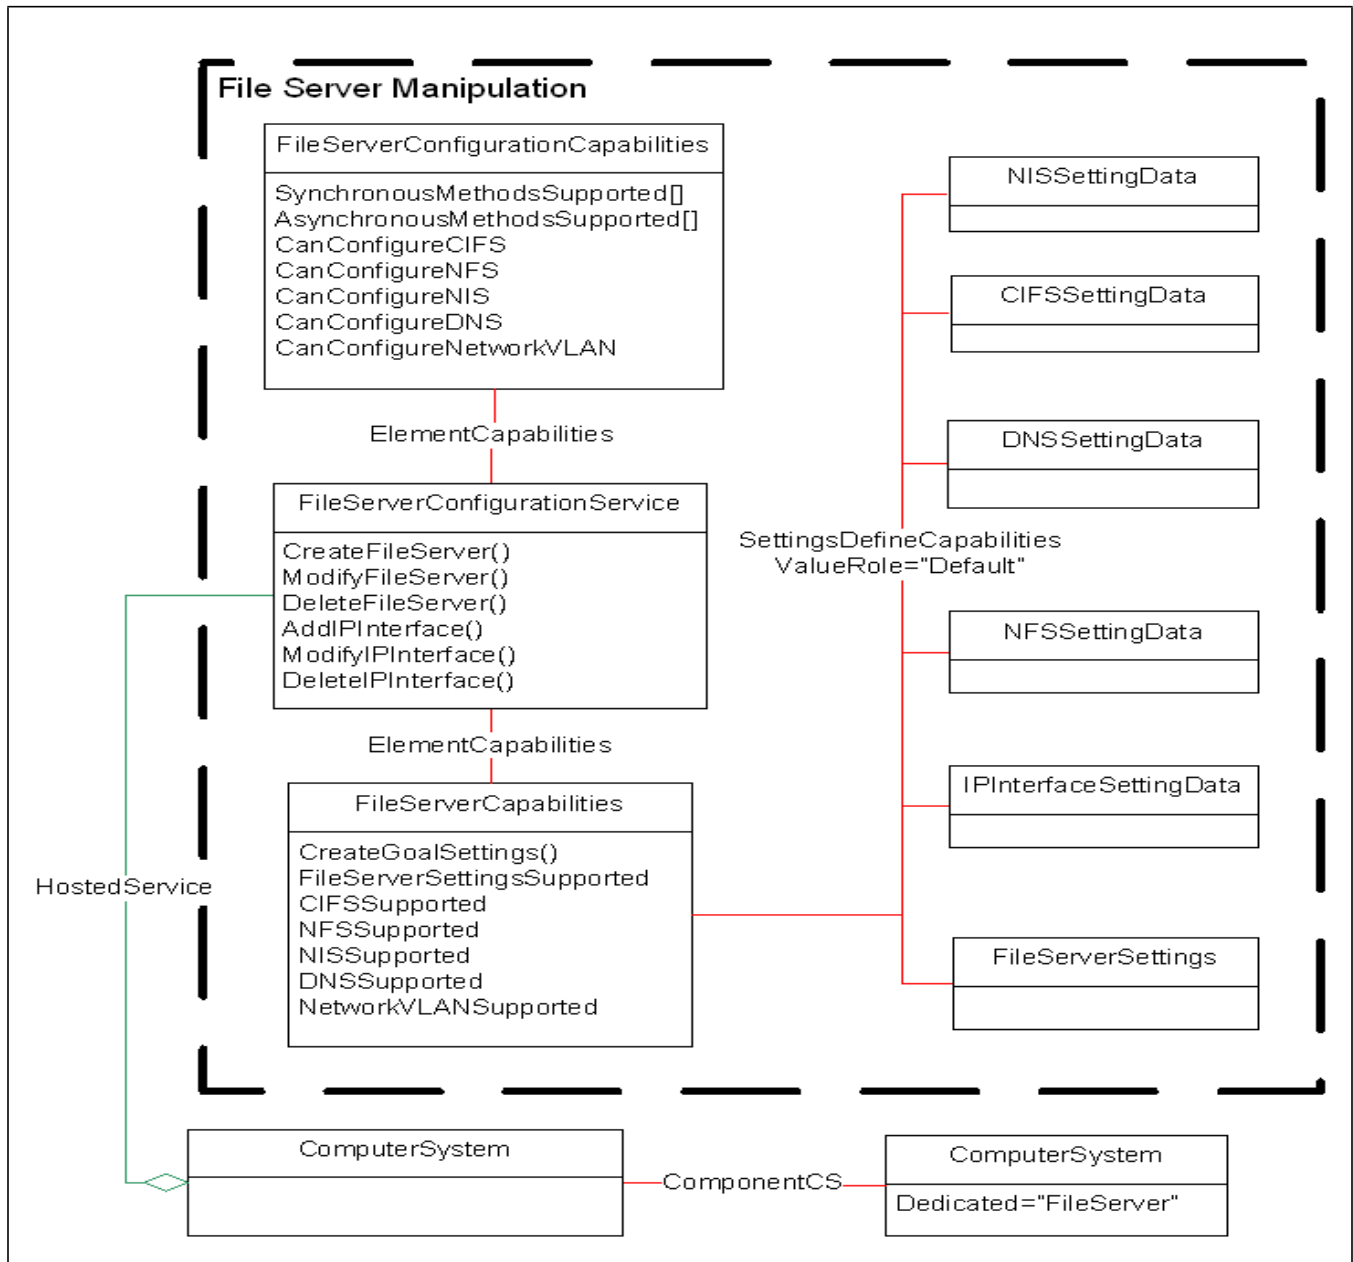 File Server Manipulation
FileServerConfigurationCapabilities
SynchronousMethodsSupported[]
AsynchronousMethodsSupported[]
CanConfigureCIFS
CanConfigureNFS
CanConfigureNIS
CanConfigureDNS
CanConfigureNetworkVLAN
ElementCapabilities
FileServerConfigurationService
CreateFileServer()
ModifyFileServer()
DeleteFileServer()
AddIPInterface()
ModifyIPInterface()
DeleteIPInterface()
ElementCapabilities
FileServerCapabilities
CreateGoalSettings()
FileServerSettingsSupported
CIFSSupported
NFSSupported
NISSupported
DNSSupported
NetworkVLANSupported
HostedService
NISSettingData
CIFSSettingData
DNSSettingData
SettingsDefineCapabilities
ValueRole="Default"
NFSSettingData
IPInterfaceSettingData
FileServerSettings
ComputerSystem
ComponentCS
ComputerSystem
Dedicated="FileServer"